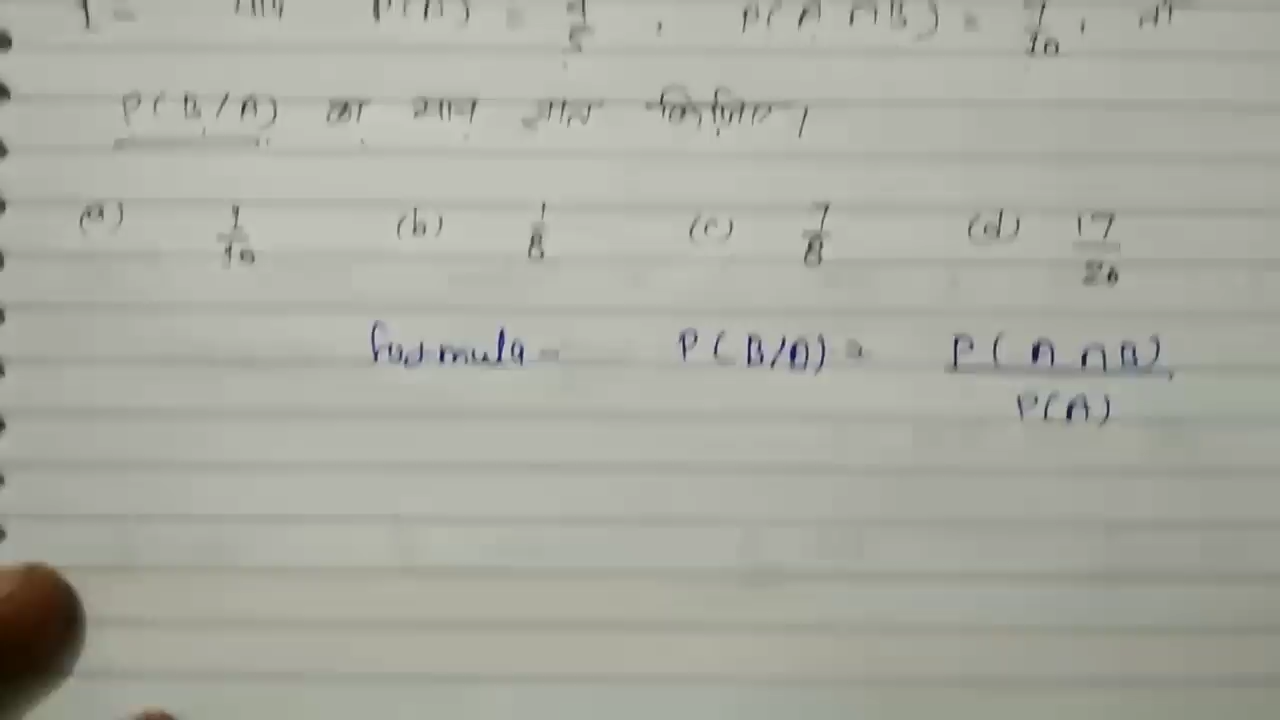 P(B/A) का मान ज्ञात किजिए।
(a) 1/10 (b) 1/8 (c) 7/8 (d) 17/20
formula - P(B/A) = P(A ∩ B) / P(A)